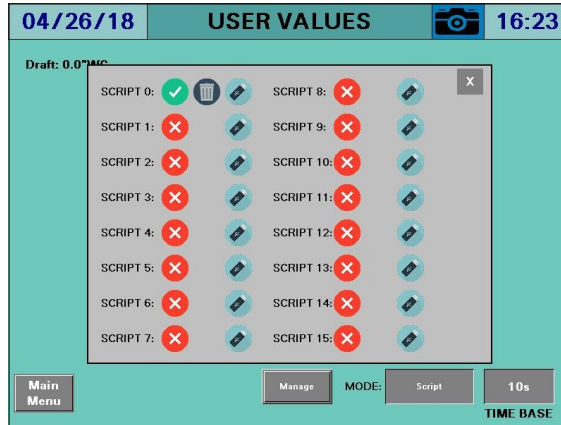 04/26/18 USER VALUES 16:23
Draft: 0.0"WC
X
SCRIPT 0: SCRIPT 8:
SCRIPT 1: SCRIPT 9:
SCRIPT 2: SCRIPT 10:
SCRIPT 3: SCRIPT 11:
SCRIPT 4: SCRIPT 12:
SCRIPT 5: SCRIPT 13:
SCRIPT 6: SCRIPT 14:
SCRIPT 7: SCRIPT 15:
Main Menu
Manage MODE: Script 10s
TIME BASE